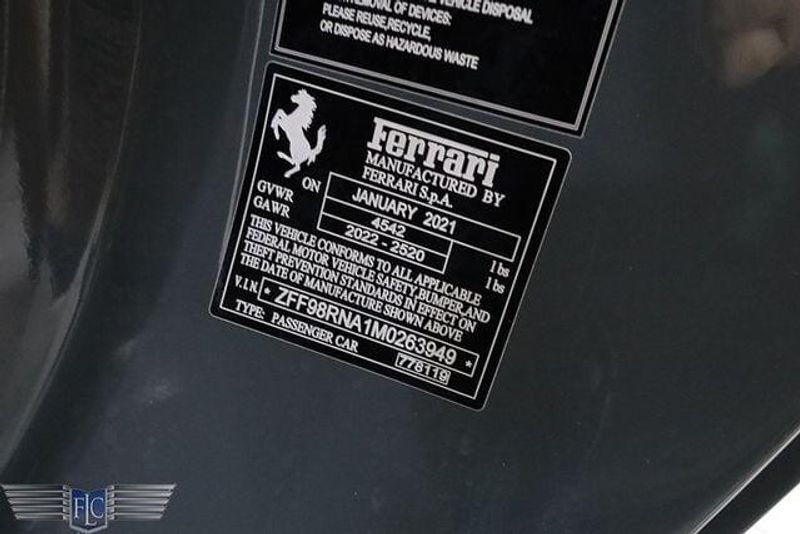 VEHICLE DISPOSAL
REMOVAL OF DEVICES:
PLEASE REUSE,RECYCLE,
OR DISPOSE AS HAZARDOUS WASTE
Ferrari
MANUFACTURED BY
FERRARI S.p.A.
ON JANUARY 2021
GVWR 4542 lbs
GAWR 2022 - 2520 lbs
THIS VEHICLE CONFORMS TO ALL APPLICABLE
FEDERAL MOTOR VEHICLE SAFETY,BUMPER,AND
THEFT PREVENTION STANDARDS IN EFFECT ON
THE DATE OF MANUFACTURE SHOWN ABOVE
V.I.N. * ZFF98RNA1M0263949 *
TYPE: PASSENGER CAR 778119
FLC